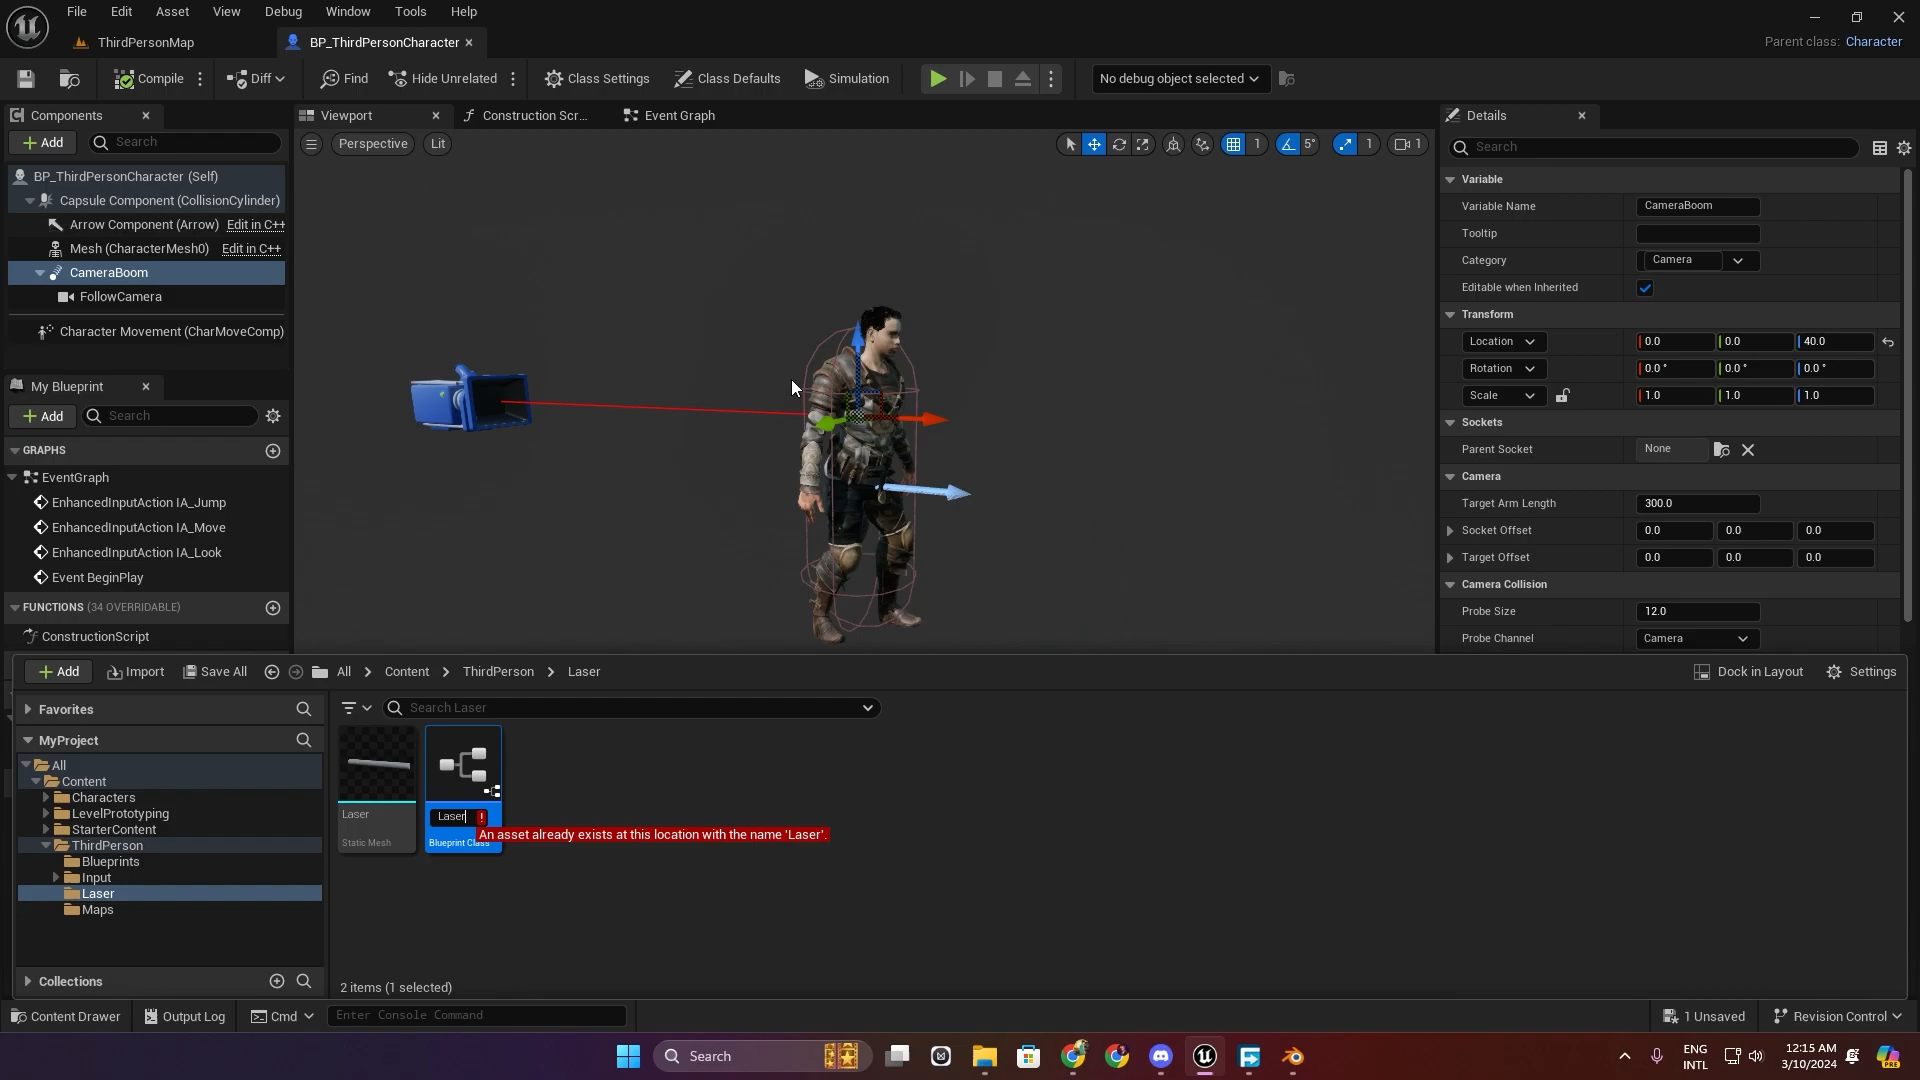 File Edit Asset View Debug Window Tools Help
ThirdPersonMap BP_ThirdPersonCharacter
Parent class: Character
Compile Diff Find Hide Unrelated Class Settings Class Defaults Simulation No debug object selected
Components
Add Search
BP_ThirdPersonCharacter (Self)
Capsule Component (CollisionCylinder)
Arrow Component (Arrow) Edit in C++
Mesh (CharacterMesh0) Edit in C++
CameraBoom
FollowCamera
Character Movement (CharMoveComp)
My Blueprint
Add Search
GRAPHS
EventGraph
EnhancedInputAction IA_Jump
EnhancedInputAction IA_Move
EnhancedInputAction IA_Look
Event BeginPlay
FUNCTIONS (34 OVERRIDABLE)
ConstructionScript
Viewport Construction Scr... Event Graph
Perspective Lit
1 5° 1 1
Details
Search
Variable
Variable Name CameraBoom
Tooltip
Category Camera
Editable when Inherited
Transform
Location 0.0 0.0 40.0
Rotation 0.0 ° 0.0 ° 0.0 °
Scale 1.0 1.0 1.0
Sockets
Parent Socket None
Camera
Target Arm Length 300.0
Socket Offset 0.0 0.0 0.0
Target Offset 0.0 0.0 0.0
Camera Collision
Probe Size 12.0
Probe Channel Camera
Add Import Save All All Content ThirdPerson Laser
Dock in Layout Settings
Favorites
MyProject
All
Content
Characters
LevelPrototyping
StarterContent
ThirdPerson
Blueprints
Input
Laser
Maps
Collections
Search Laser
Laser
Static Mesh
Laser !
An asset already exists at this location with the name 'Laser'.
Blueprint Class
2 items (1 selected)
Content Drawer Output Log Cmd Enter Console Command
1 Unsaved Revision Control
Search
ENG
INTL
12:15 AM
3/10/2024
PRE